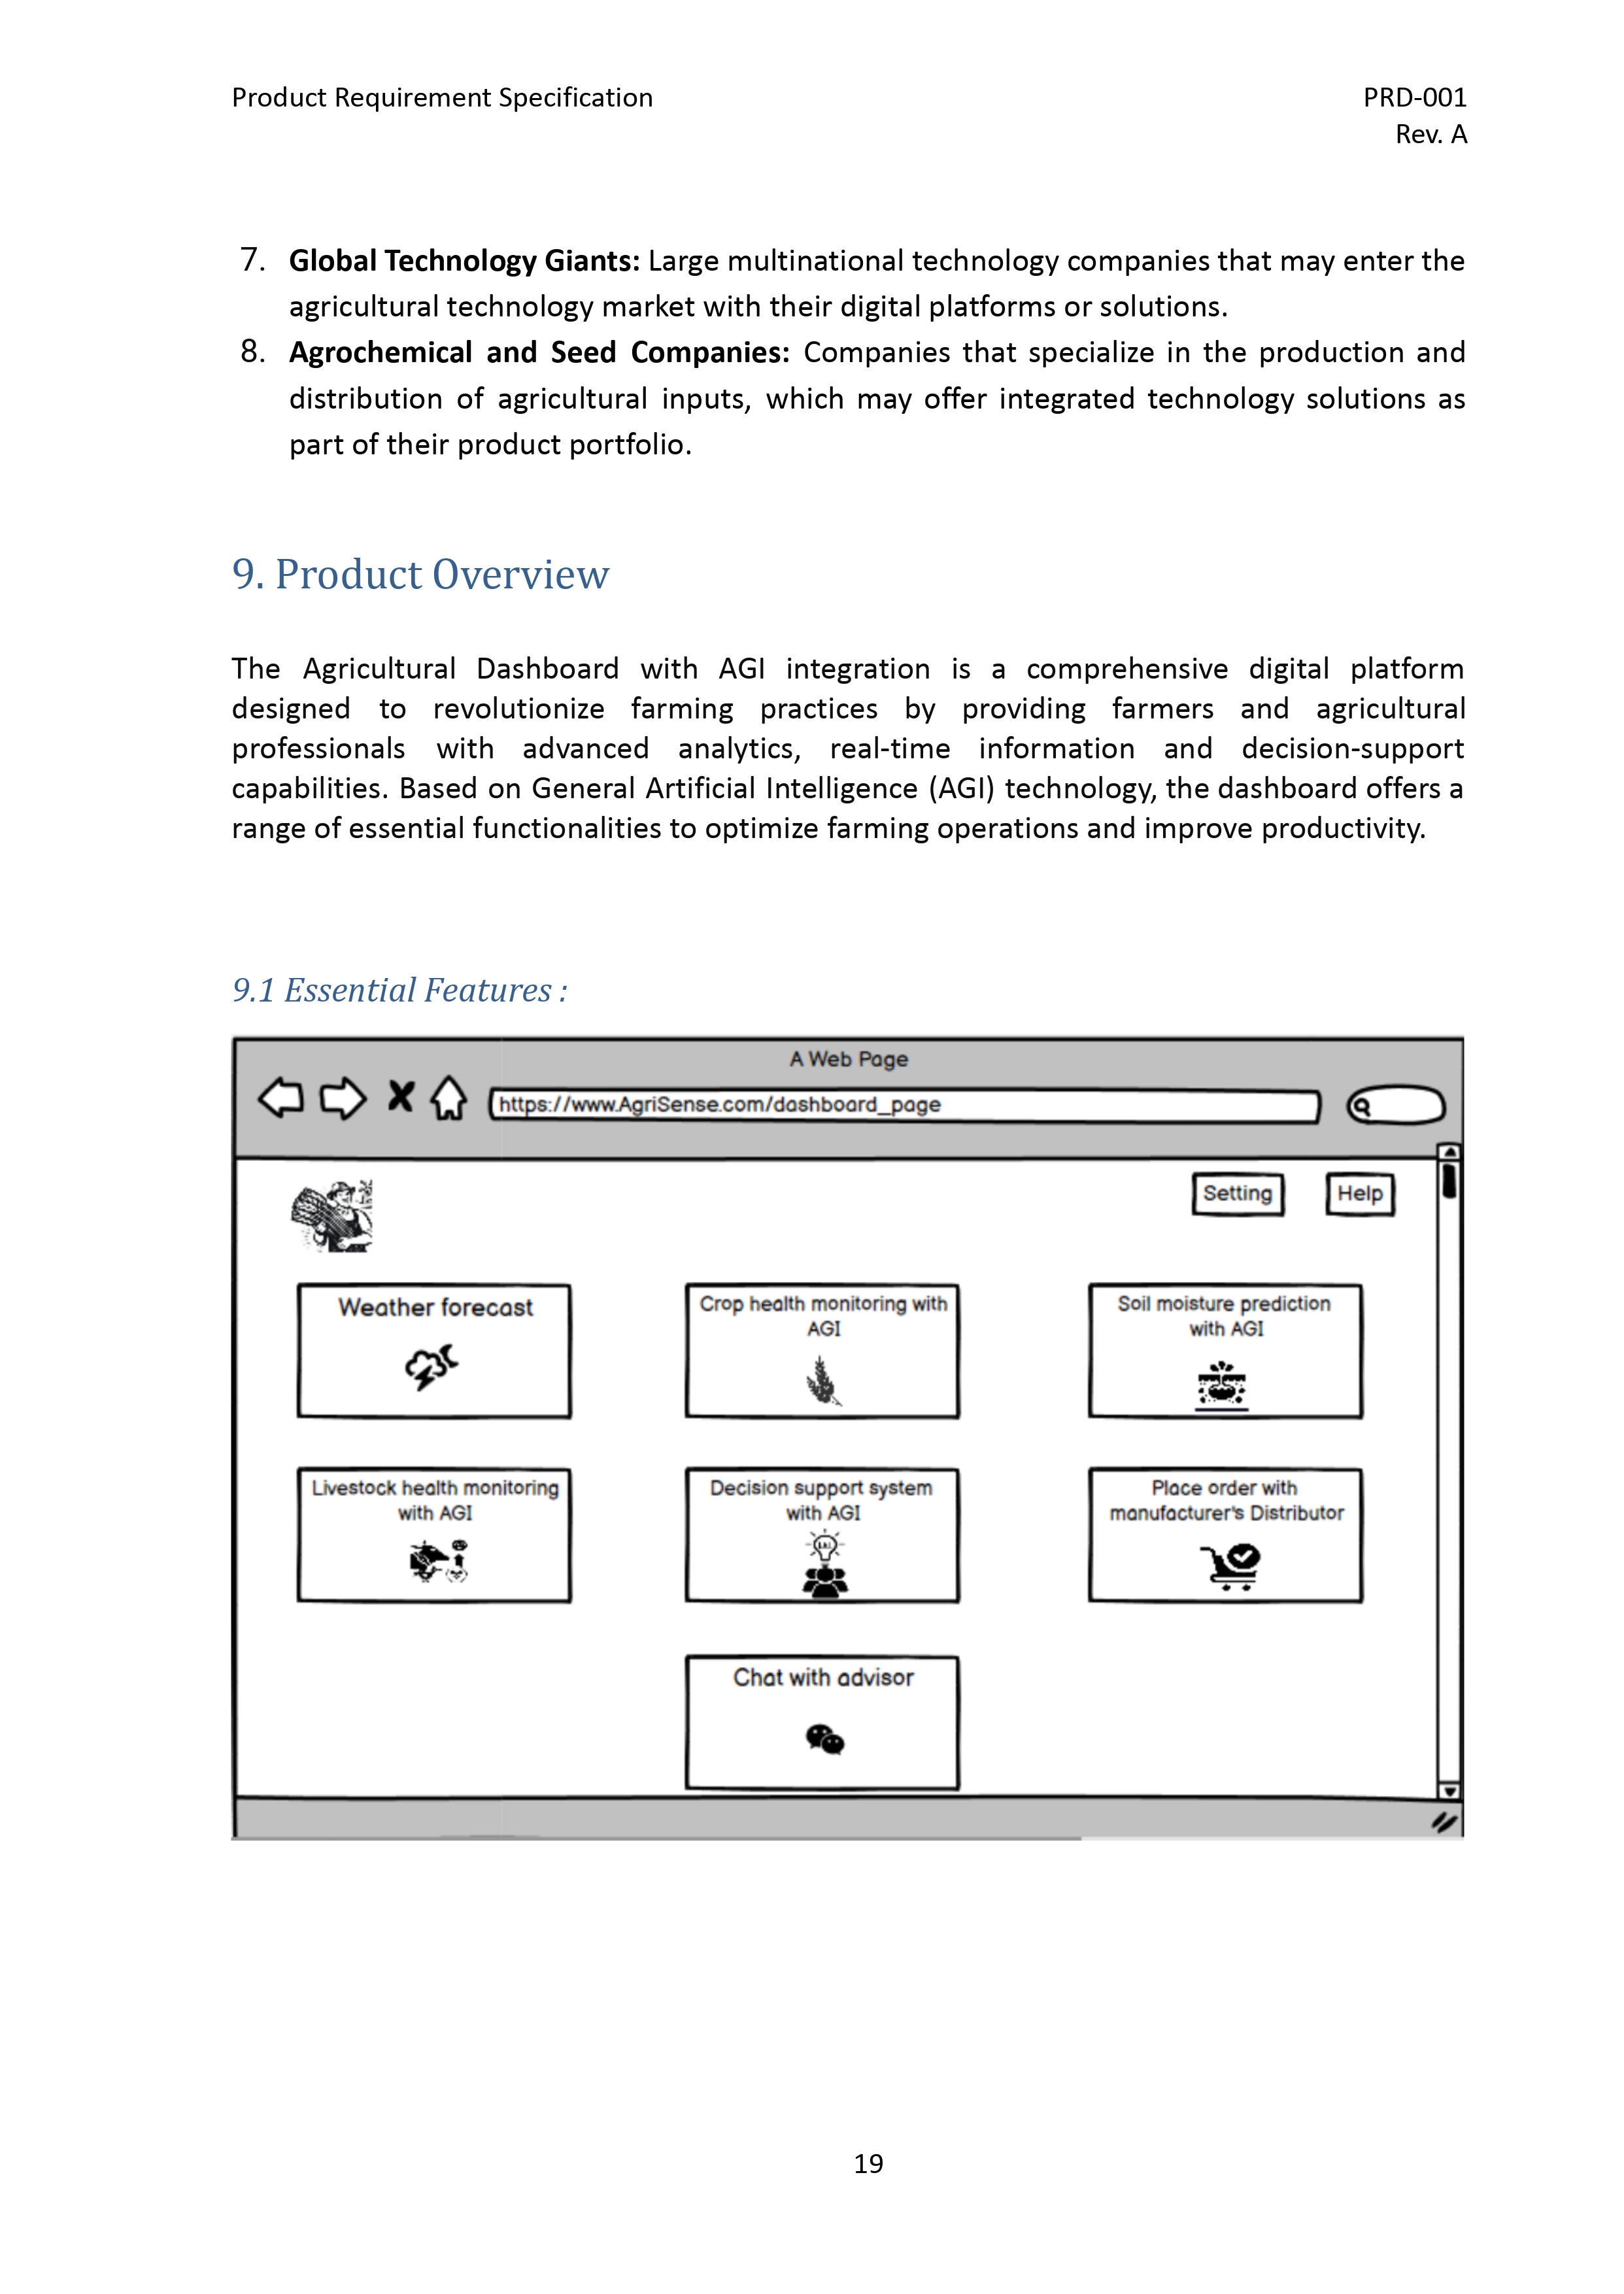 Product Requirement Specification
PRD-001
Rev. A
7. Global Technology Giants: Large multinational technology companies that may enter the
agricultural technology market with their digital platforms or solutions.
8. Agrochemical and Seed Companies: Companies that specialize in the production and
distribution of agricultural inputs, which may offer integrated technology solutions as
part of their product portfolio.
9. Product Overview
The Agricultural Dashboard with AGI integration is a comprehensive digital platform
designed to revolutionize farming practices by providing farmers and agricultural
professionals with advanced analytics, real-time information and decision-support
capabilities. Based on General Artificial Intelligence (AGI) technology, the dashboard offers a
range of essential functionalities to optimize farming operations and improve productivity.
9.1 Essential Features :
A Web Page
https://www.AgriSense.com/dashboard_page
Setting
Help
Weather forecast
Crop health monitoring with
AGI
Soil moisture prediction
with AGI
Livestock health monitoring
with AGI
Decision support system
with AGI
Place order with
manufacturer's Distributor
Chat with advisor
19